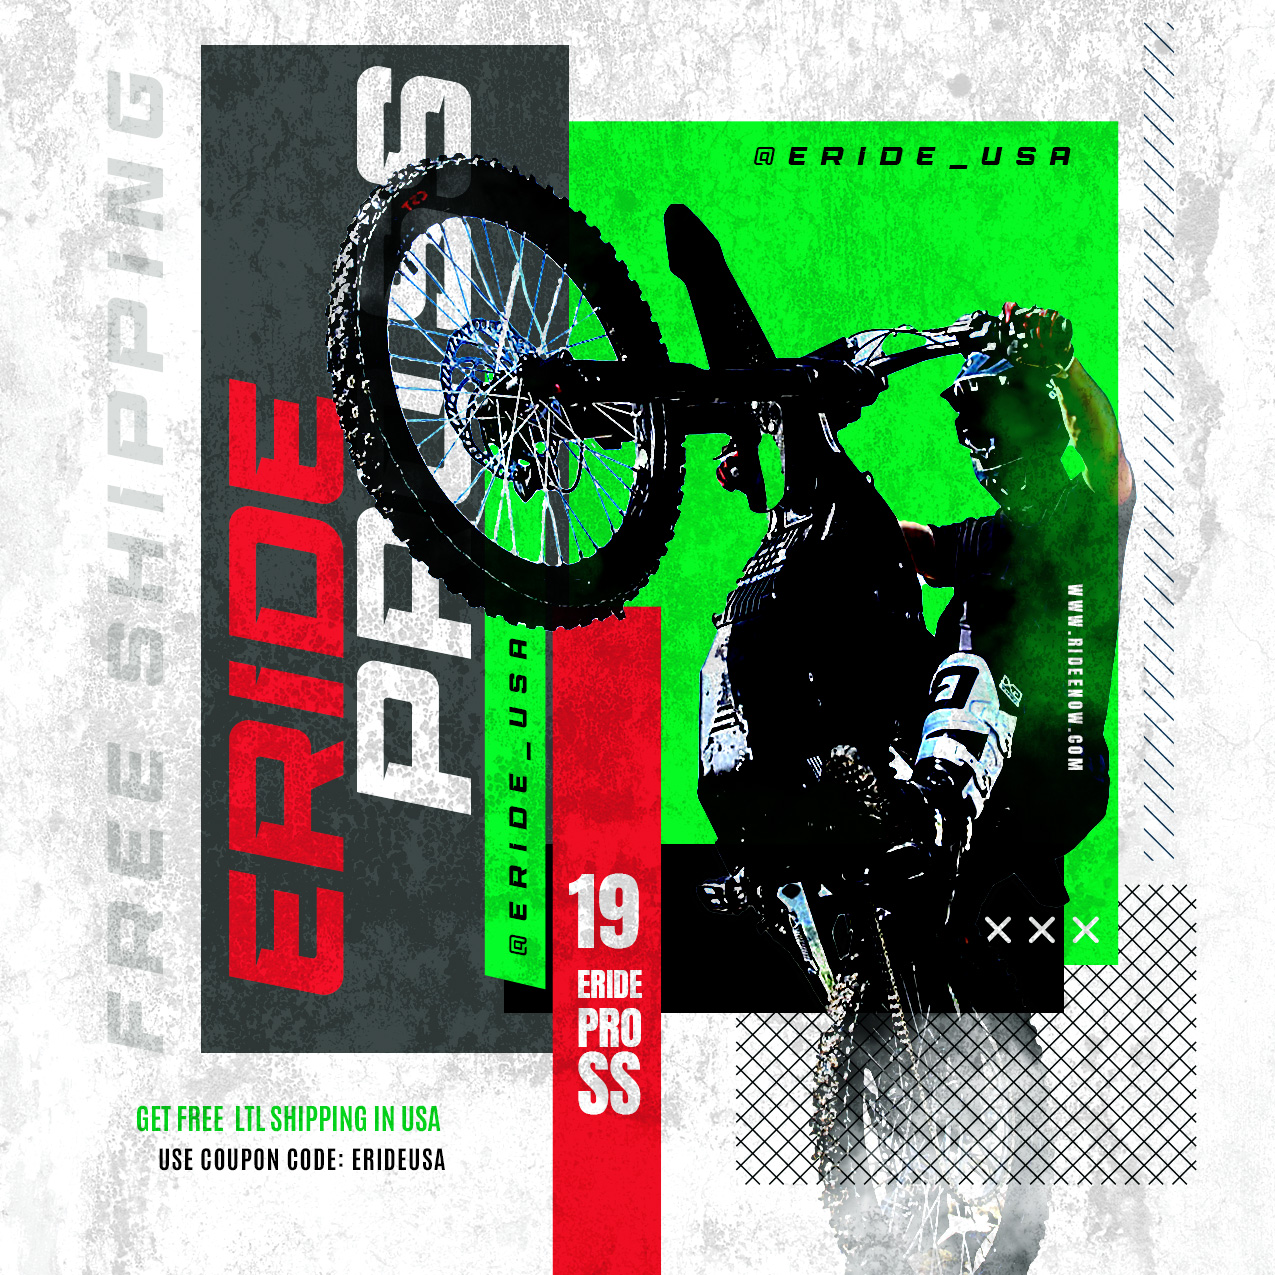 FREE SHIPPING
ERIDE
PRO SS
@ERIDE_USA
@ERIDE_USA
WWW.RIDEENOW.COM
19
ERIDE
PRO
SS
GET FREE LTL SHIPPING IN USA
USE COUPON CODE: ERIDEUSA